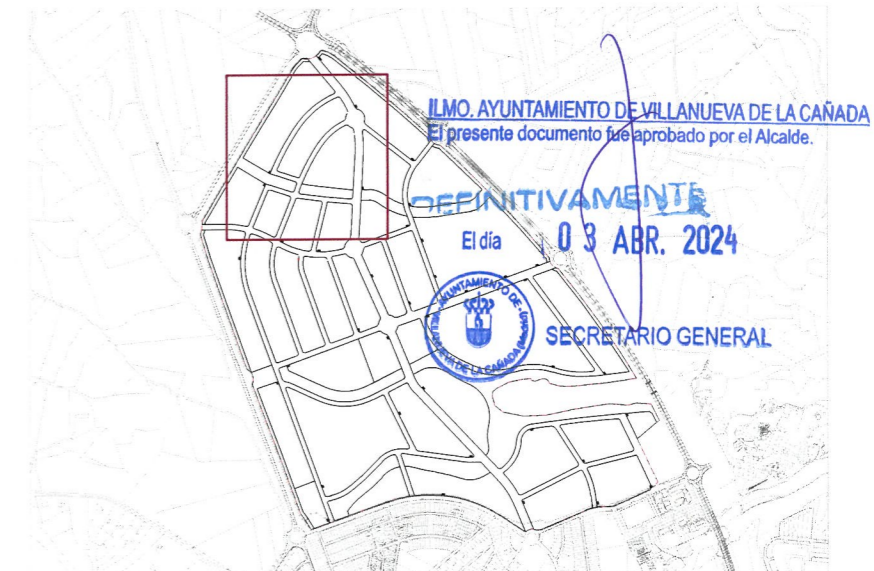 ILMO. AYUNTAMIENTO DE VILLANUEVA DE LA CAÑADA
El presente documento fue aprobado por el Alcalde.
DEFINITIVAMENTE
El día 03 ABR. 2024
AYUNTAMIENTO DE VILLANUEVA DE LA CAÑADA (Madrid)
SECRETARIO GENERAL